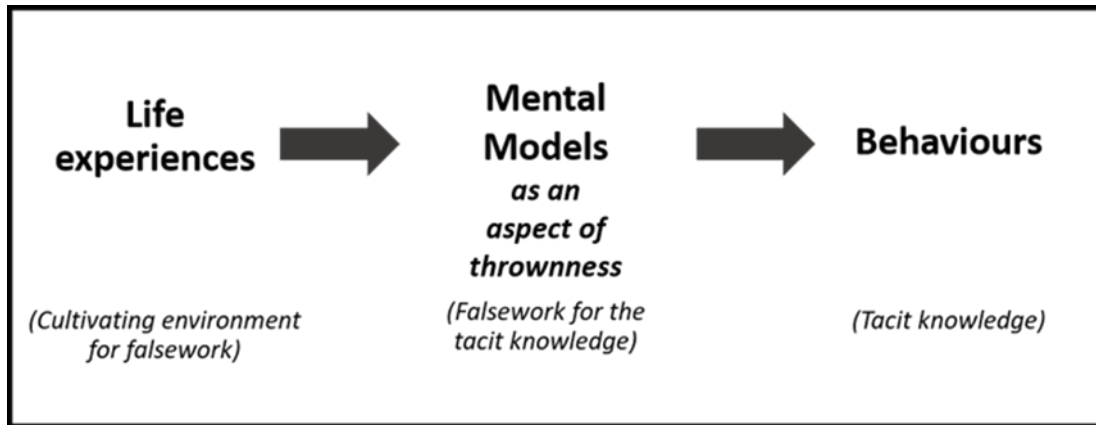 Life
experiences
Mental
Models
as an
aspect of
thrownness
Behaviours
(Cultivating environment
for falsework)
(Falsework for the
tacit knowledge)
(Tacit knowledge)